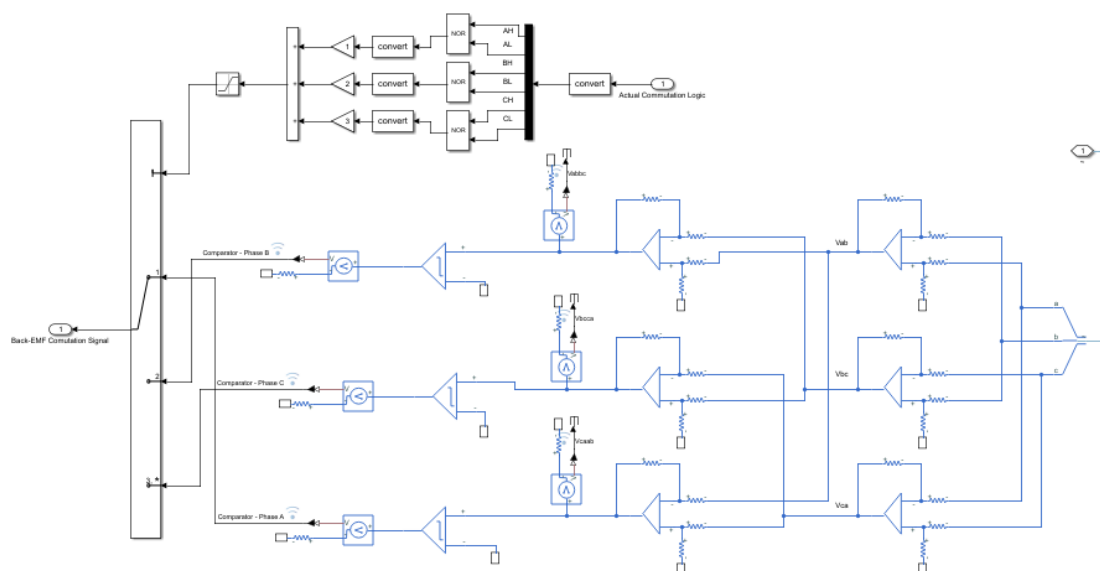 AH
AL
BH
BL
CH
CL
NOR
NOR
NOR
convert
convert
convert
convert
1
2
3
1
Actual Commutation Logic
1
Vabbc
Comparator - Phase B
Vab
1
Back-EMF Comutation Signal
1
2
3
*
Vbcca
Comparator - Phase C
Vbc
a
b
c
Vcaab
Comparator - Phase A
Vca